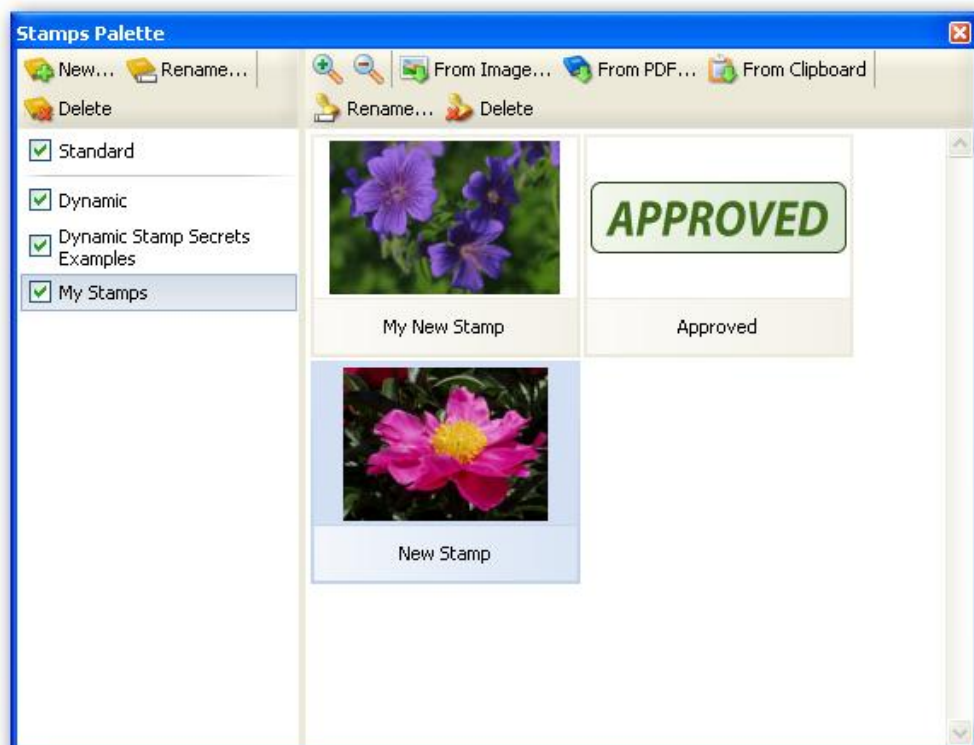 Stamps Palette
New... Rename...
Delete
From Image... From PDF... From Clipboard
Rename... Delete
Standard
Dynamic
Dynamic Stamp Secrets
Examples
My Stamps
APPROVED
My New Stamp
Approved
New Stamp